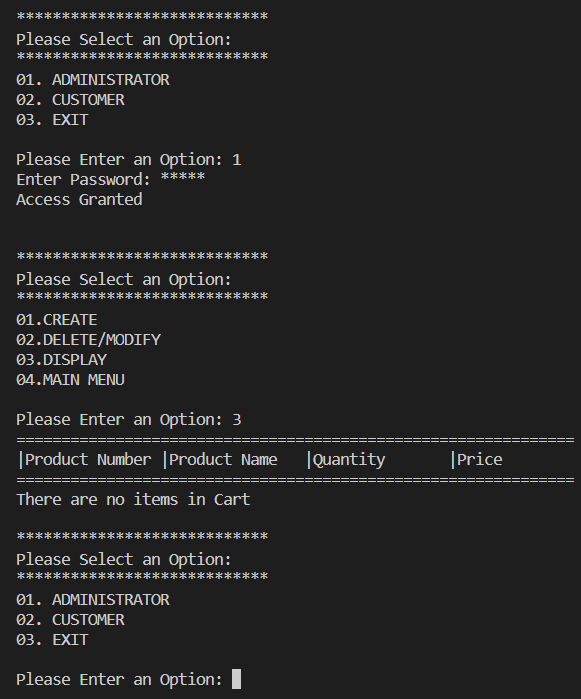 ****************************
Please Select an Option:
****************************
01. ADMINISTRATOR
02. CUSTOMER
03. EXIT
Please Enter an Option: 1
Enter Password: *****
Access Granted
****************************
Please Select an Option:
****************************
01.CREATE
02.DELETE/MODIFY
03.DISPLAY
04.MAIN MENU
Please Enter an Option: 3
==============================================================
|Product Number |Product Name   |Quantity       |Price
==============================================================
There are no items in Cart
****************************
Please Select an Option:
****************************
01. ADMINISTRATOR
02. CUSTOMER
03. EXIT
Please Enter an Option: